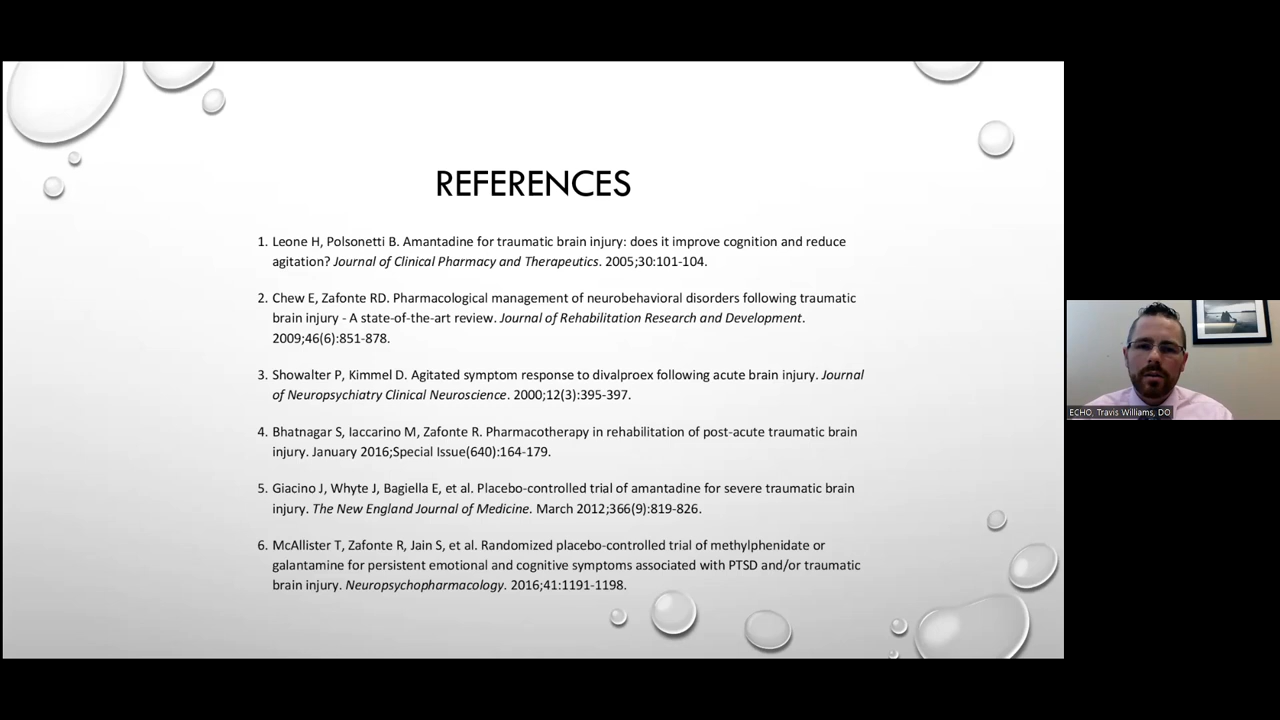 REFERENCES
1. Leone H, Polsonetti B. Amantadine for traumatic brain injury: does it improve cognition and reduce
agitation? Journal of Clinical Pharmacy and Therapeutics. 2005;30:101-104.
2. Chew E, Zafonte RD. Pharmacological management of neurobehavioral disorders following traumatic
brain injury - A state-of-the-art review. Journal of Rehabilitation Research and Development.
2009;46(6):851-878.
3. Showalter P, Kimmel D. Agitated symptom response to divalproex following acute brain injury. Journal
of Neuropsychiatry Clinical Neuroscience. 2000;12(3):395-397.
4. Bhatnagar S, Iaccarino M, Zafonte R. Pharmacotherapy in rehabilitation of post-acute traumatic brain
injury. January 2016;Special Issue(640):164-179.
5. Giacino J, Whyte J, Bagiella E, et al. Placebo-controlled trial of amantadine for severe traumatic brain
injury. The New England Journal of Medicine. March 2012;366(9):819-826.
6. McAllister T, Zafonte R, Jain S, et al. Randomized placebo-controlled trial of methylphenidate or
galantamine for persistent emotional and cognitive symptoms associated with PTSD and/or traumatic
brain injury. Neuropsychopharmacology. 2016;41:1191-1198.
ECHO, Travis Williams, DO